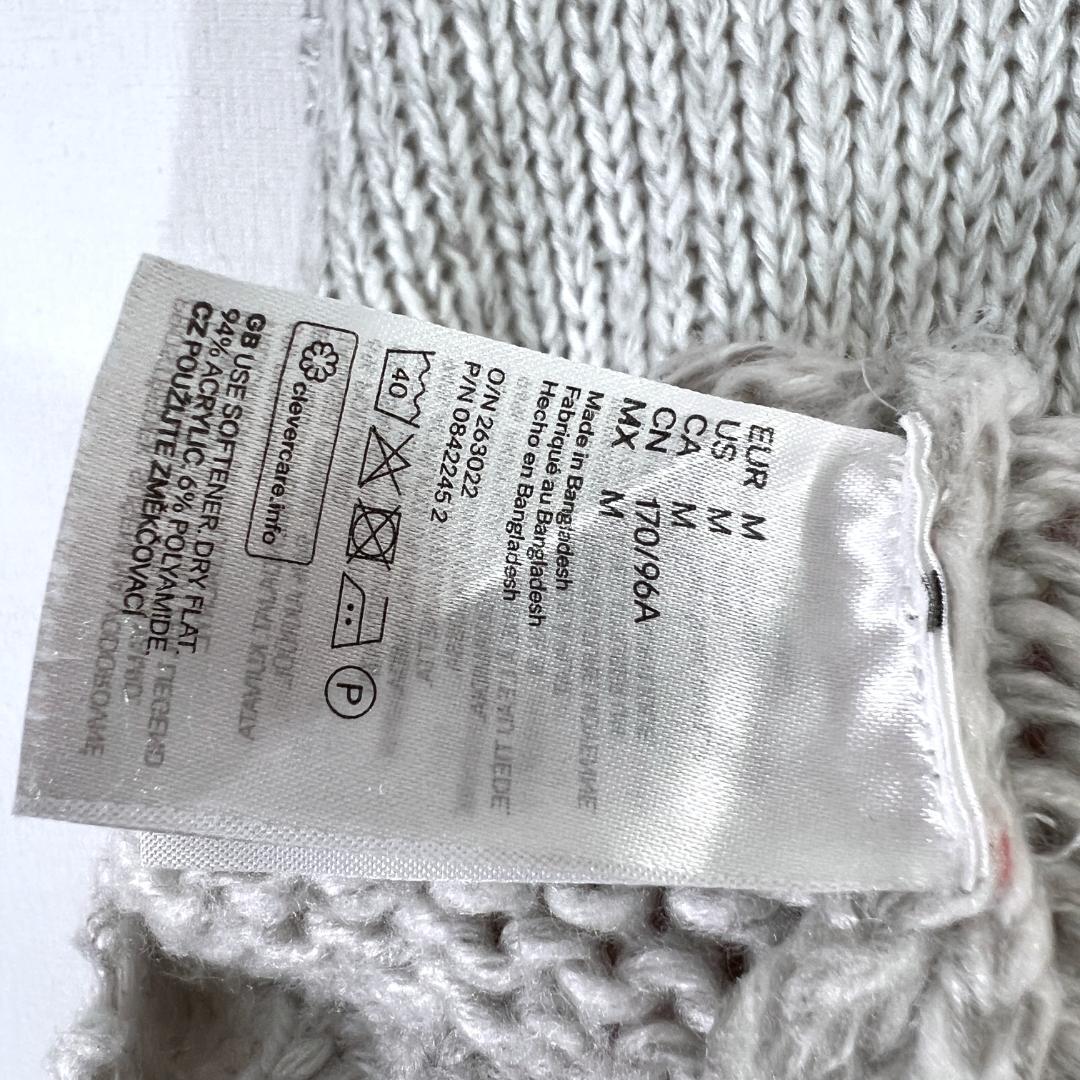 EUR M
US M
CA M
CN 170/96A
MX M
Made in Bangladesh
Fabriqué au Bangladesh
Hecho en Bangladesh
O/N 263022
P/N 0842245 2
40
P
clevercare.info
GB USE SOFTENER, DRY FLAT.
94% ACRYLIC, 6% POLYAMIDE.
CZ POUŽIJTE ZMĚKČOVACÍ